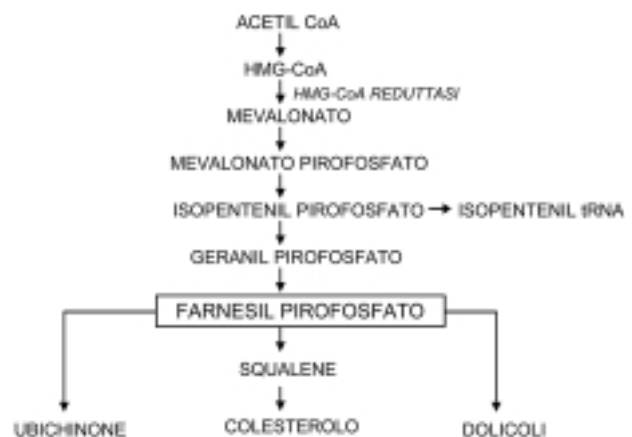 ACETIL CoA
HMG-CoA
HMG-CoA REDUTTASI
MEVALONATO
MEVALONATO PIROFOSFATO
ISOPENTENIL PIROFOSFATO ISOPENTENIL tRNA
GERANIL PIROFOSFATO
FARNESIL PIROFOSFATO
SQUALENE
UBICHINONE COLESTEROLO DOLICOLI